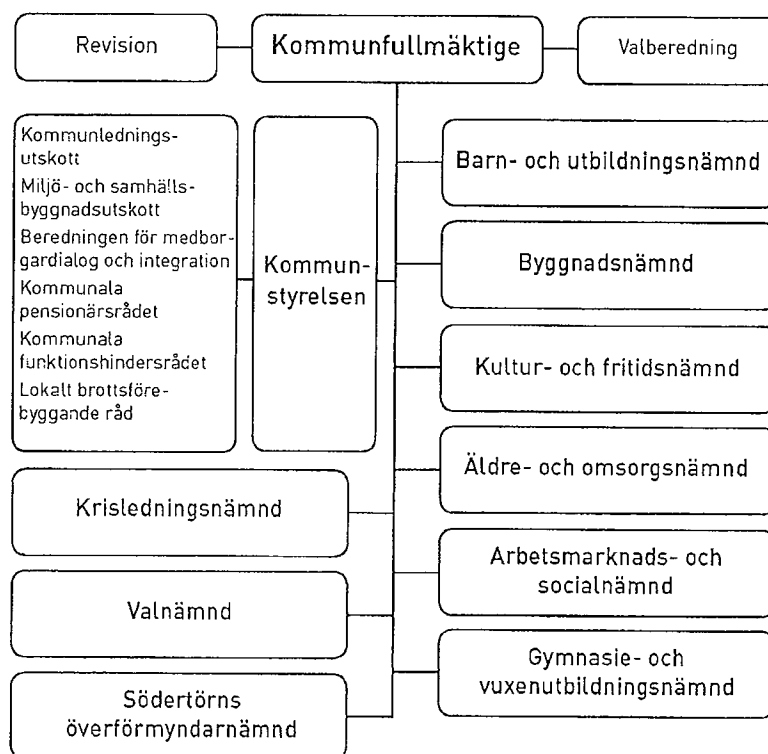 Revision
Kommunfullmäktige
Valberedning
Kommunlednings-
utskott
Miljö- och samhälls-
byggnadsutskott
Beredningen för medbor-
gardialog och integration
Kommunala
pensionärsrådet
Kommunala
funktionshindersrådet
Lokalt brottsföre-
byggande råd
Kommun-
styrelsen
Krisledningsnämnd
Valnämnd
Södertörns
överförmyndarnämnd
Barn- och utbildningsnämnd
Byggnadsnämnd
Kultur- och fritidsnämnd
Äldre- och omsorgsnämnd
Arbetsmarknads- och
socialnämnd
Gymnasie- och
vuxenutbildningsnämnd